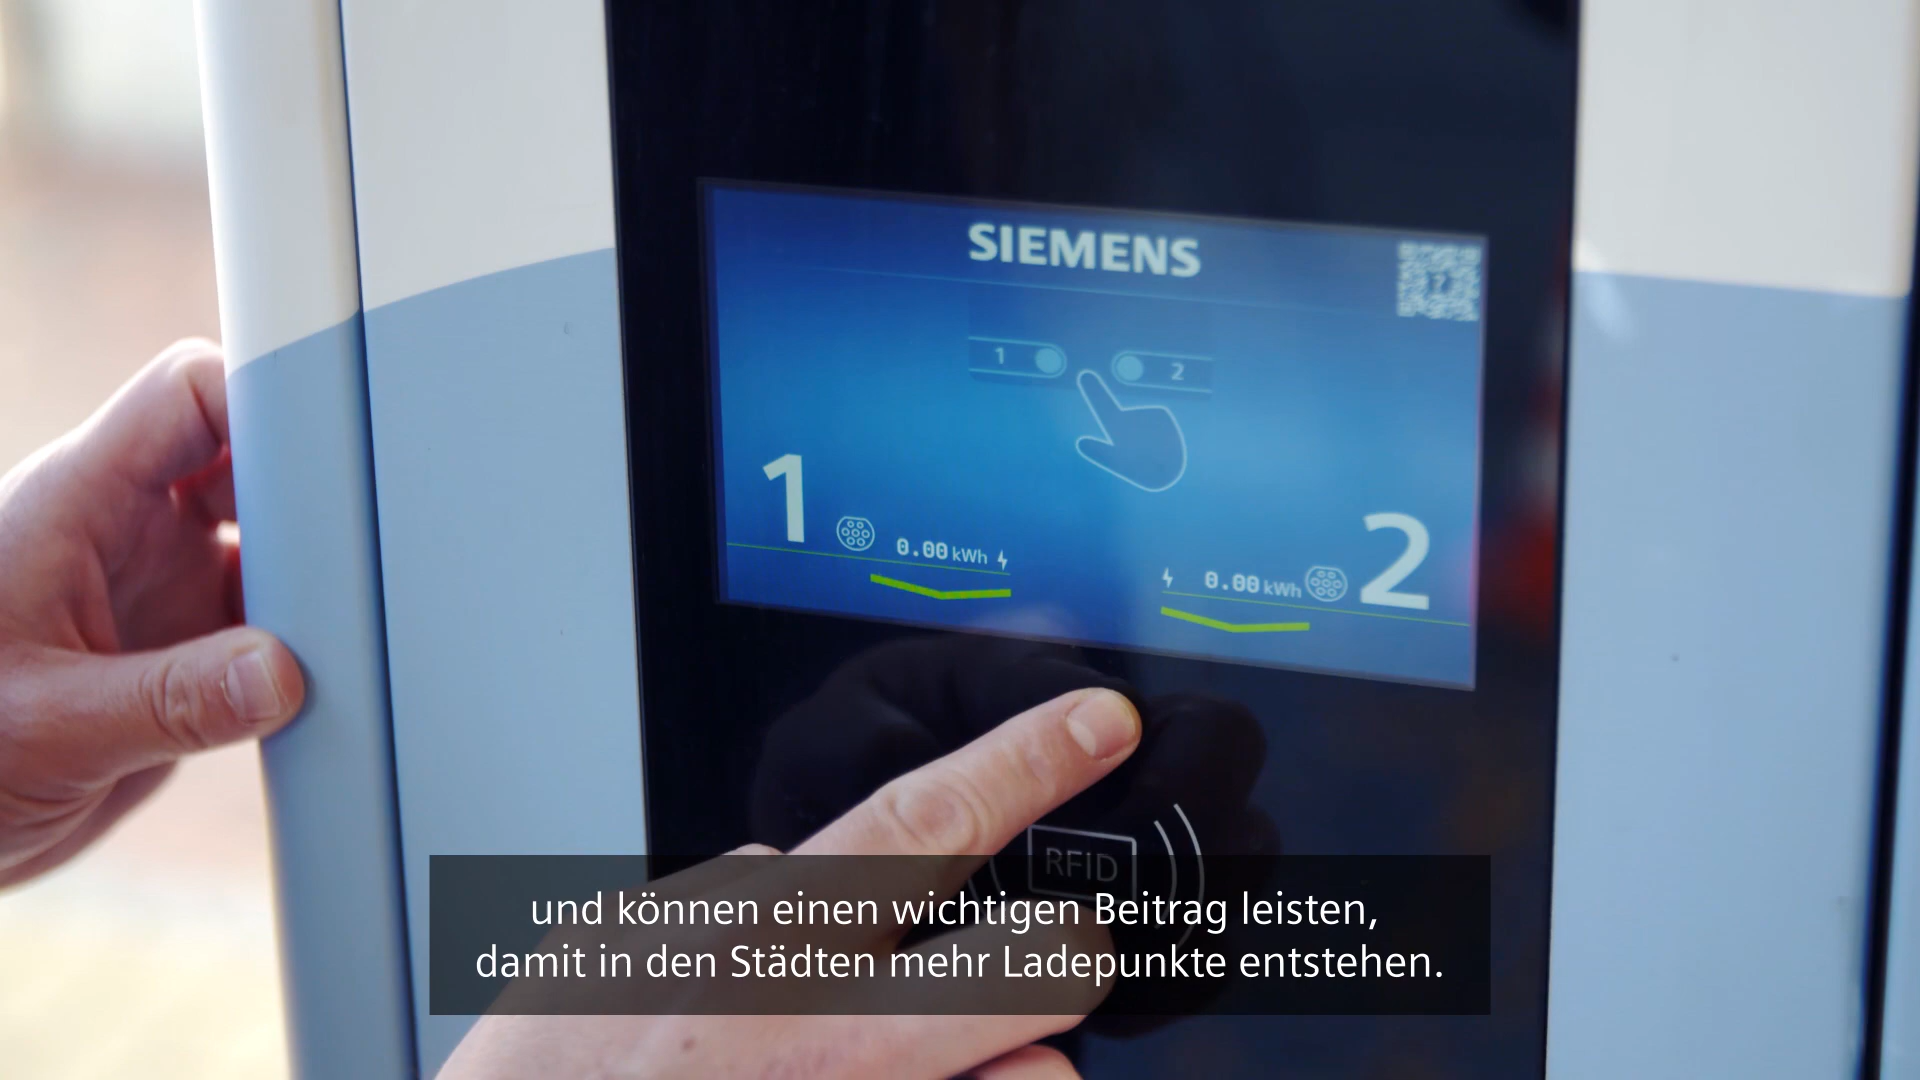 SIEMENS
1 2
1 0.00 kWh
0.00 kWh 2
RFID
und können einen wichtigen Beitrag leisten,
damit in den Städten mehr Ladepunkte entstehen.